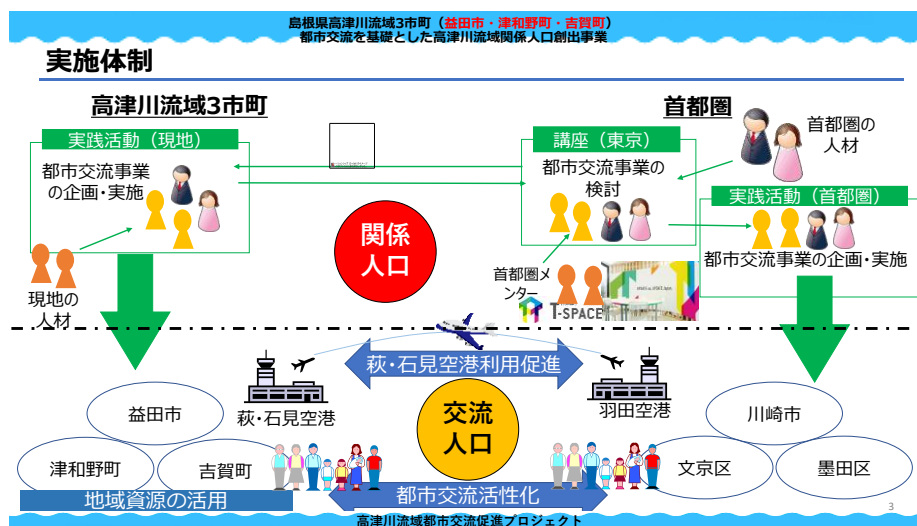 島根県高津川流域3市町（益田市・津和野町・吉賀町）
都市交流を基礎とした高津川流域関係人口創出事業
実施体制
高津川流域3市町
首都圏
実践活動（現地）
都市交流事業
の企画・実施
現地の
人材
関係
人口
講座（東京）
都市交流事業の
検討
首都圏の
人材
実践活動（首都圏）
都市交流事業の企画・実施
首都圏メ
ンター
T-SPACE
萩・石見空港利用促進
萩・石見空港
羽田空港
交流
人口
益田市
津和野町
吉賀町
地域資源の活用
川崎市
文京区
墨田区
都市交流活性化
高津川流域都市交流促進プロジェクト
3